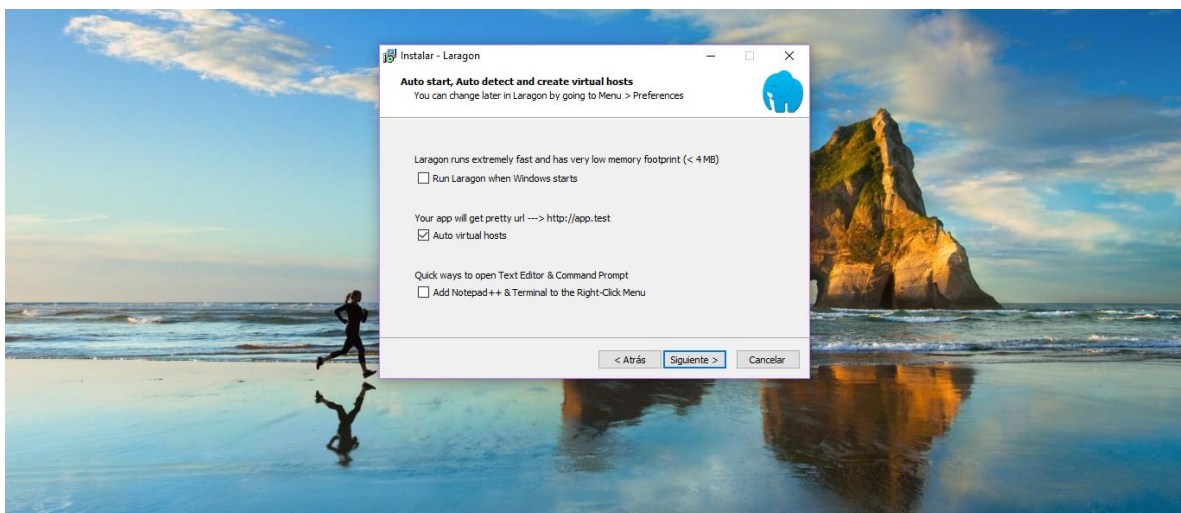 Instalar - Laragon
Auto start, Auto detect and create virtual hosts
You can change later in Laragon by going to Menu > Preferences
Laragon runs extremely fast and has very low memory footprint (< 4 MB)
Run Laragon when Windows starts
Your app will get pretty url ---> http://app.test
Auto virtual hosts
Quick ways to open Text Editor & Command Prompt
Add Notepad++ & Terminal to the Right-Click Menu
< Atrás Siguiente > Cancelar